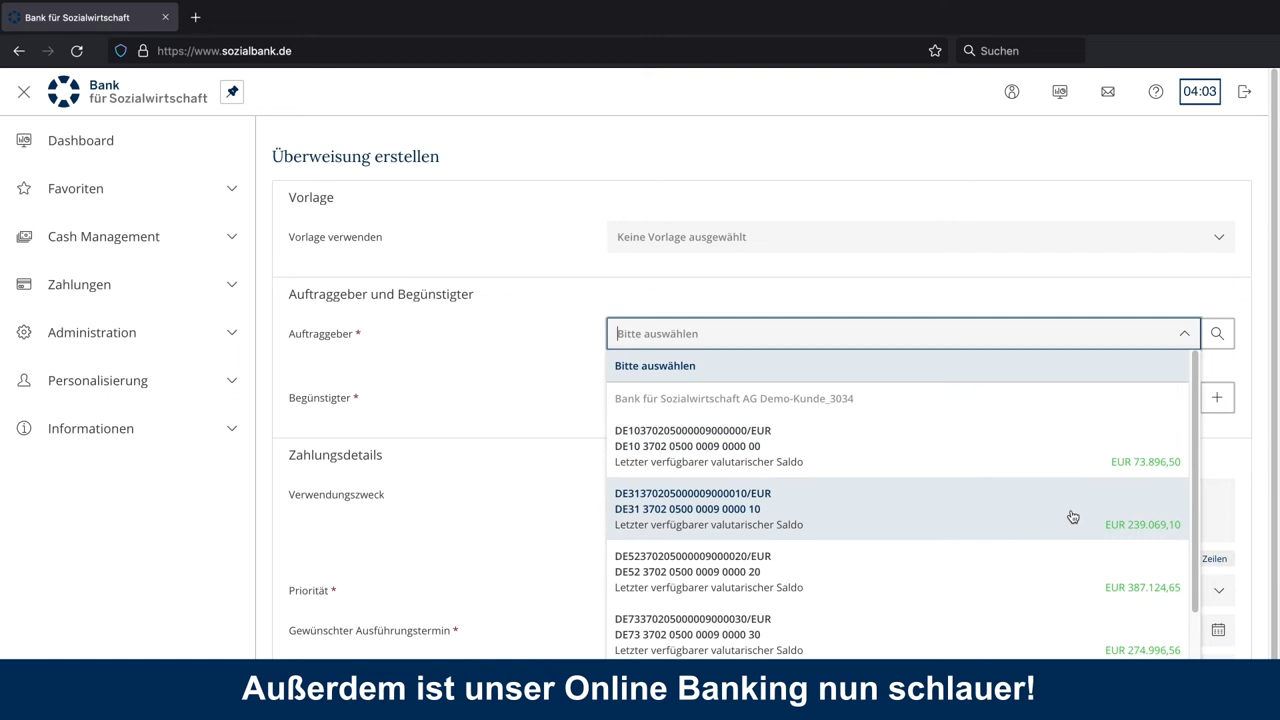 Bank für Sozialwirtschaft
https://www.sozialbank.de
Suchen
Bank
für Sozialwirtschaft
04:03
Dashboard
Favoriten
Cash Management
Zahlungen
Administration
Personalisierung
Informationen
Überweisung erstellen
Vorlage
Vorlage verwenden
Keine Vorlage ausgewählt
Auftraggeber und Begünstigter
Auftraggeber *
Bitte auswählen
Bitte auswählen
Begünstigter *
Bank für Sozialwirtschaft AG Demo-Kunde_3034
DE10370205000009000000/EUR
DE10 3702 0500 0009 0000 00
Letzter verfügbarer valutarischer Saldo EUR 73.896,50
Zahlungsdetails
Verwendungszweck
DE31370205000009000010/EUR
DE31 3702 0500 0009 0000 10
Letzter verfügbarer valutarischer Saldo EUR 239.069,10
Zeilen
DE52370205000009000020/EUR
DE52 3702 0500 0009 0000 20
Letzter verfügbarer valutarischer Saldo EUR 387.124,65
Priorität *
DE73370205000009000030/EUR
DE73 3702 0500 0009 0000 30
Letzter verfügbarer valutarischer Saldo EUR 274.996,56
Gewünschter Ausführungstermin *
Außerdem ist unser Online Banking nun schlauer!